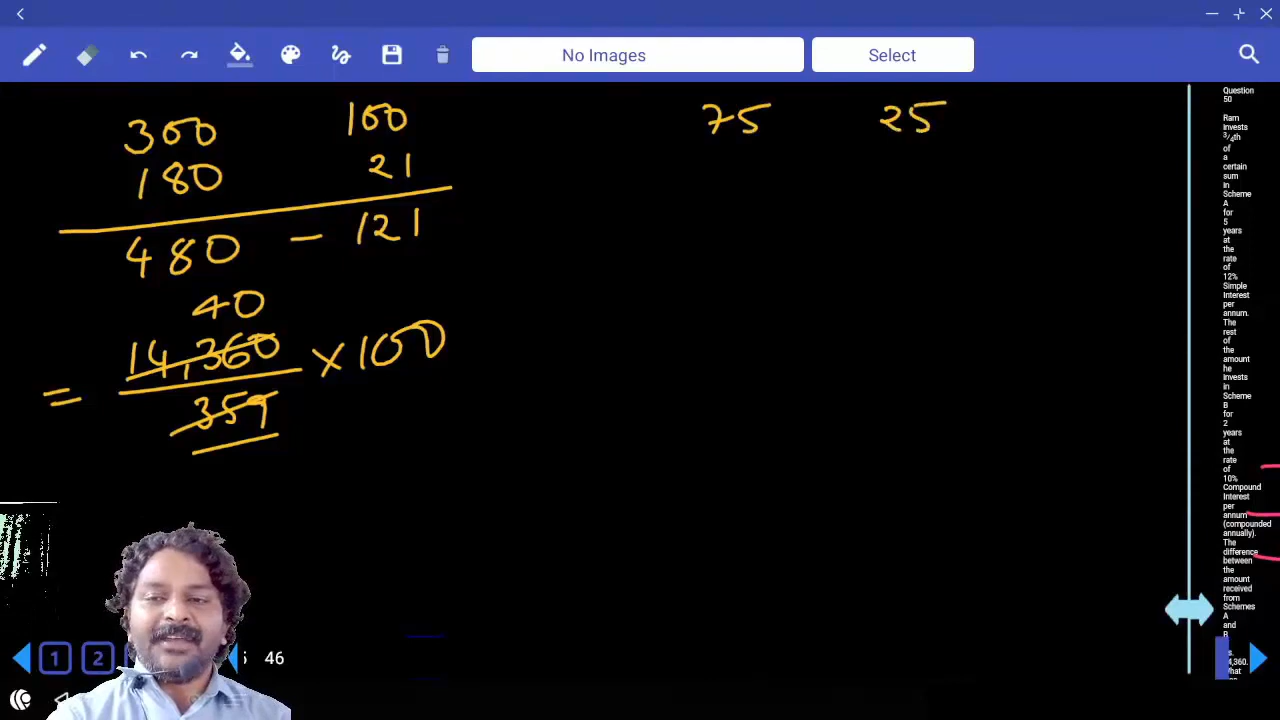 No Images
Select
300 100 75 25
180 21
480 - 121
40
= 14,360 × 100
359
Question
50
Ram
Invests
3/4th
of
a
certain
sum
In
Scheme
A
for
5
years
at
the
rate
of
12%
Simple
Interest
per
annum.
The
rest
of
the
amount
he
Invests
in
Scheme
B
for
2
years
at
the
rate
of
10%
Compound
Interest
per
annum
(compounded
annually).
The
difference
between
the
amount
received
from
Schemes
A
and
B
1 2 46